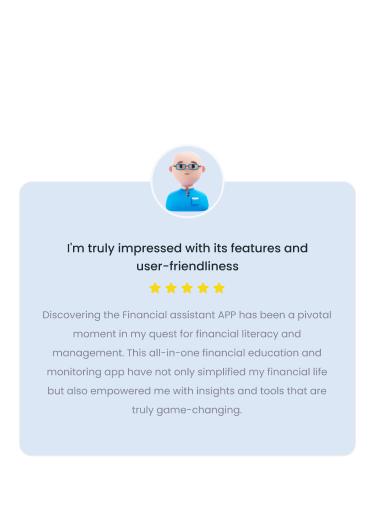 I'm truly impressed with its features and
user-friendliness
Discovering the Financial assistant APP has been a pivotal
moment in my quest for financial literacy and
management. This all-in-one financial education and
monitoring app have not only simplified my financial life
but also empowered me with insights and tools that are
truly game-changing.